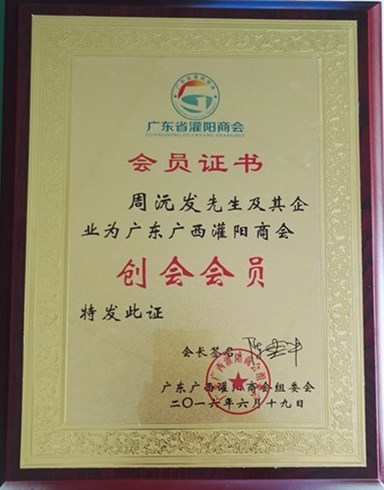 广东省灌阳商会
会员证书
周沅发先生及其企
业为广东广西灌阳商会
创会会员
特发此证
会长签名:
广东广西灌阳商会组委会
二〇一六年六月十九日